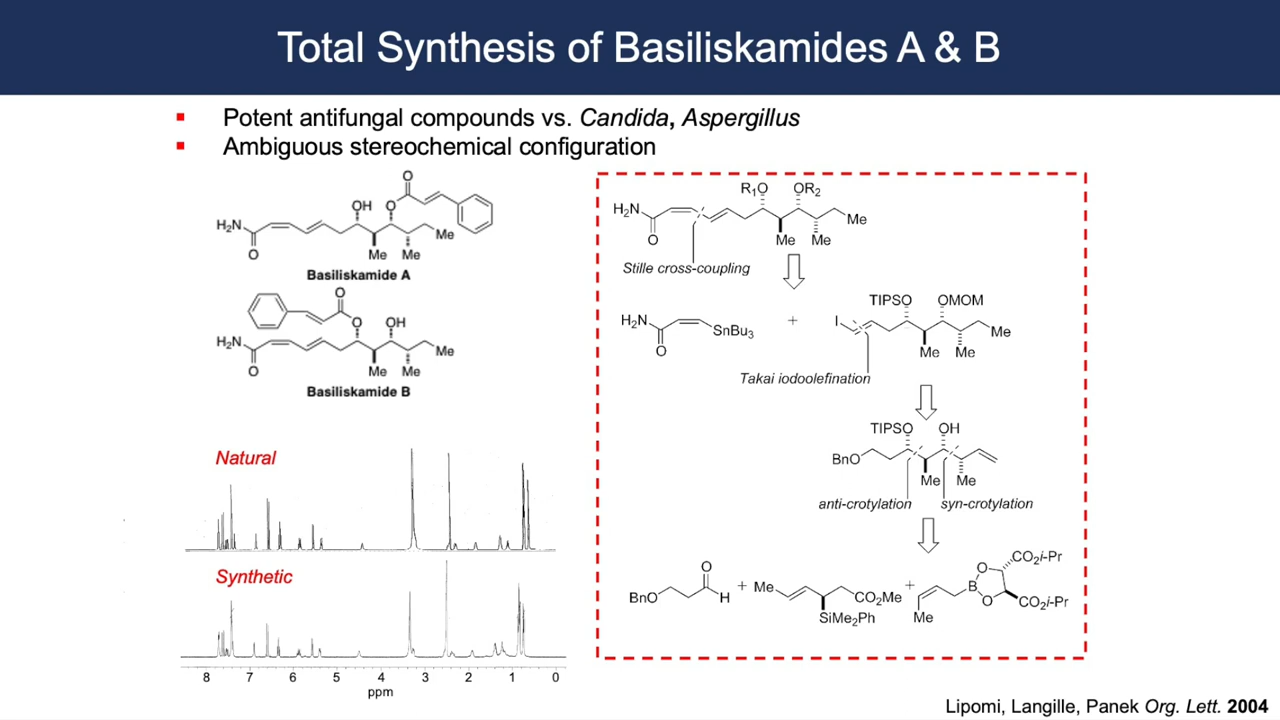 Total Synthesis of Basiliskamides A & B
▪ Potent antifungal compounds vs. Candida, Aspergillus
▪ Ambiguous stereochemical configuration
O
OH
O
H2N
O
Me
Me
Me
Basiliskamide A
O
O
OH
H2N
O
Me
Me
Me
Basiliskamide B
Natural
Synthetic
8 7 6 5 4 3 2 1 0
ppm
R1O
OR2
H2N
O
Me
Me
Me
Stille cross-coupling
H2N
O
SnBu3
+
TIPSO
OMOM
I
Me
Me
Me
Takai iodoolefination
TIPSO
OH
BnO
Me
Me
anti-crotylation
syn-crotylation
BnO
O
H
+
Me
CO2Me
SiMe2Ph
+
Me
B
O
O
CO2i-Pr
CO2i-Pr
Lipomi, Langille, Panek Org. Lett. 2004